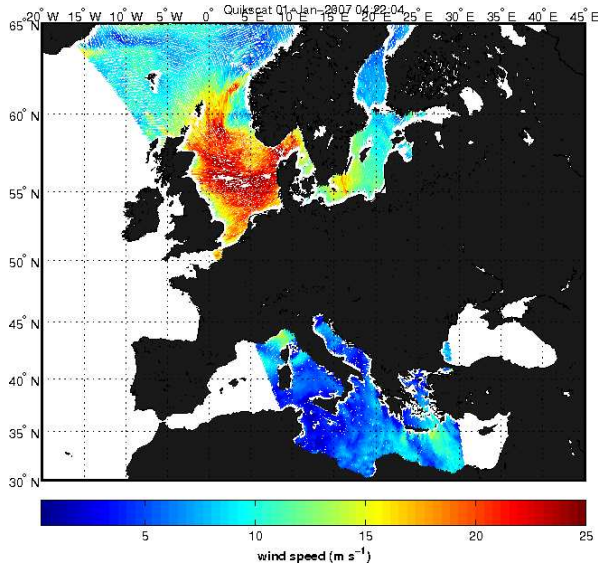 Quikscat 01-Jan-2007 04:22:04
20° W 15° W 10° W 5° W 0° E 5° E 10° E 15° E 20° E 25° E 30° E 35° E 40° E 45° E
65° N
60° N
55° N
50° N
45° N
40° N
35° N
30° N
5 10 15 20 25
wind speed (m s⁻¹)